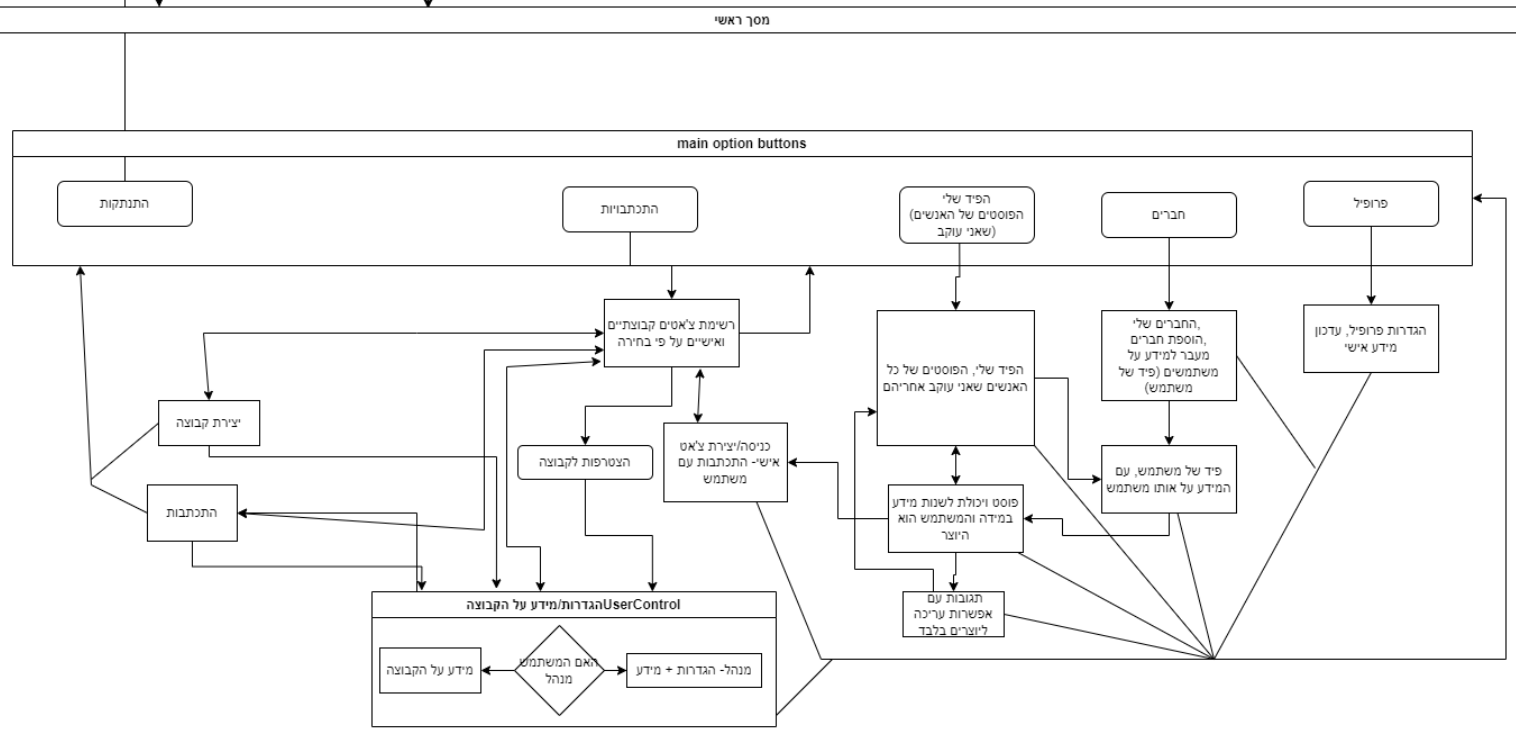 מסך ראשי
main option buttons
התנתקות
התכתבויות
הפיד שלי
הפוסטים של האנשים)
(שאני עוקב
חברים
פרופיל
רשימת צ'אטים קבוצתיים
ואישיים על פי בחירה
הפיד שלי, הפוסטים של כל
האנשים שאני עוקב אחריהם
,החברים שלי
,הוספת חברים
מעבר למידע על
משתמשים (פיד של
משתמש)
הגדרות פרופיל, עדכון
מידע אישי
יצירת קבוצה
הצטרפות לקבוצה
כניסה/יצירת צ'אט
אישי- התכתבות עם
משתמש
פיד של משתמש, עם
המידע על אותו משתמש
התכתבות
פוסט ויכולת לשנות מידע
במידה והמשתמש הוא
היוצר
תגובות עם
אפשרות עריכה
ליוצרים בלבד
הגדרות/מידע על הקבוצהUserControl
מידע על הקבוצה
האם המשתמש
מנהל
מנהל- הגדרות + מידע